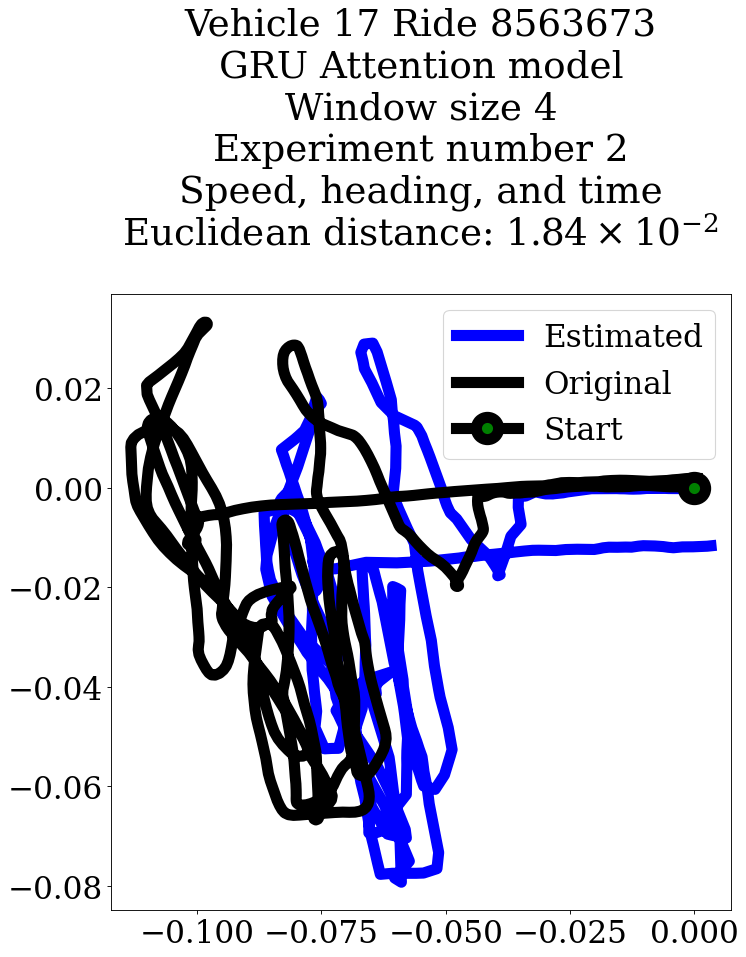 Vehicle 17 Ride 8563673
GRU Attention model
Window size 4
Experiment number 2
Speed, heading, and time
Euclidean distance: 1.84 × 10⁻²
Estimated
Original
Start
0.02
0.00
−0.02
−0.04
−0.06
−0.08
−0.100 −0.075 −0.050 −0.025 0.000